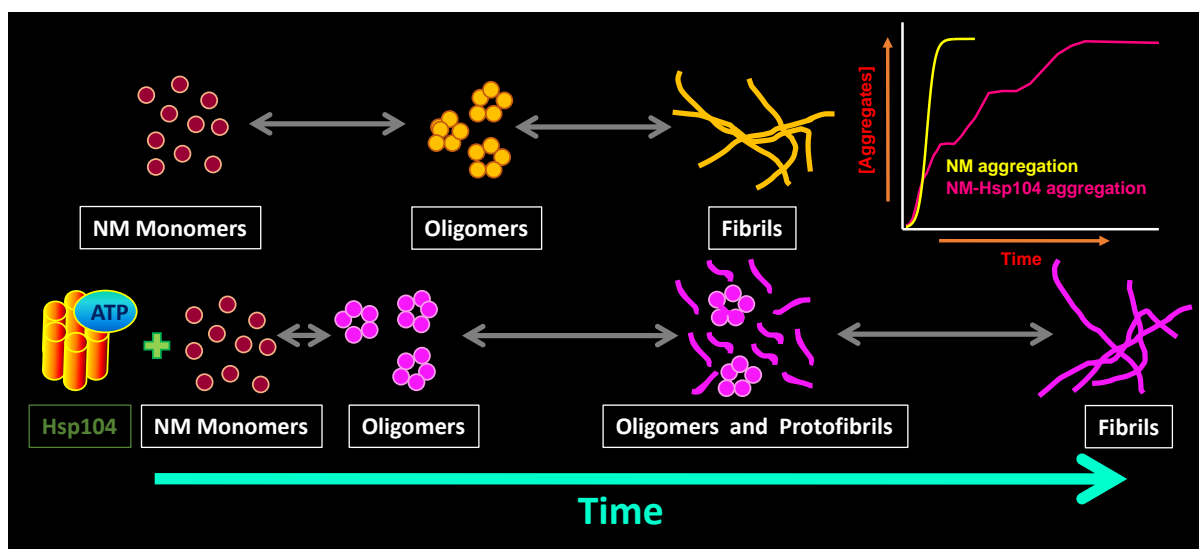 [Aggregates]
NM aggregation
NM-Hsp104 aggregation
Time
NM Monomers
Oligomers
Fibrils
ATP
Hsp104
NM Monomers
Oligomers
Oligomers and Protofibrils
Fibrils
Time